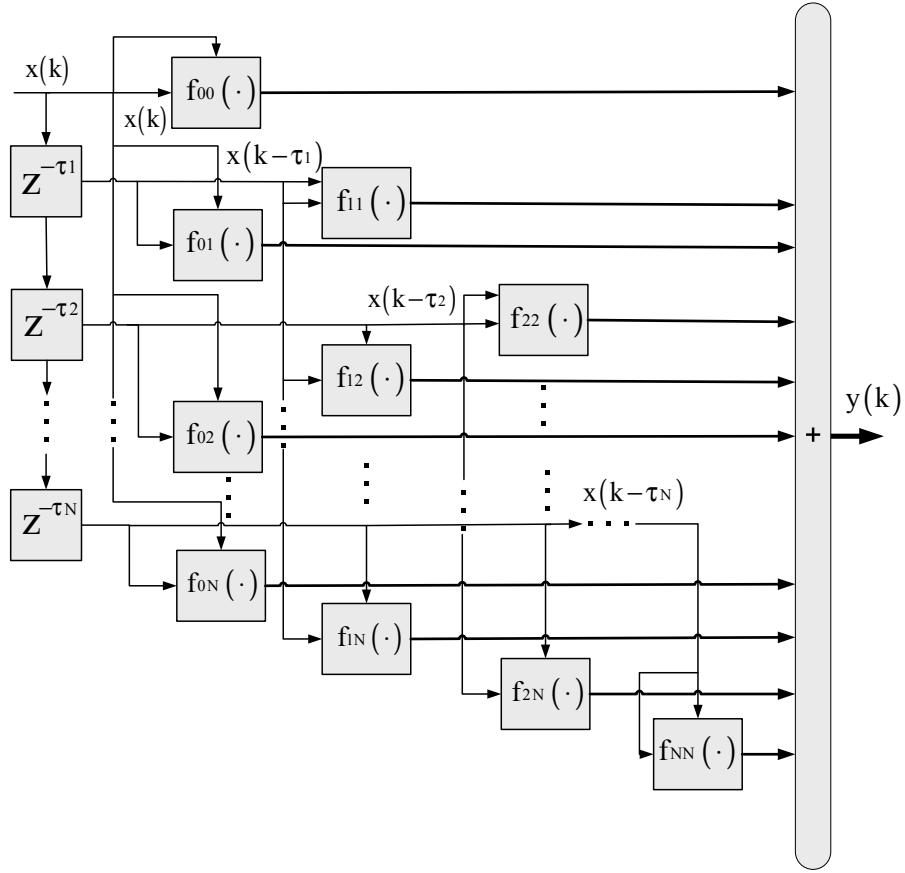 x(k)
f00(·)
x(k)
z^-τ1
x(k-τ1)
f11(·)
f01(·)
z^-τ2
x(k-τ2)
f22(·)
f12(·)
y(k)
f02(·)
+
z^-τN
x(k-τN)
f0N(·)
f1N(·)
f2N(·)
fNN(·)